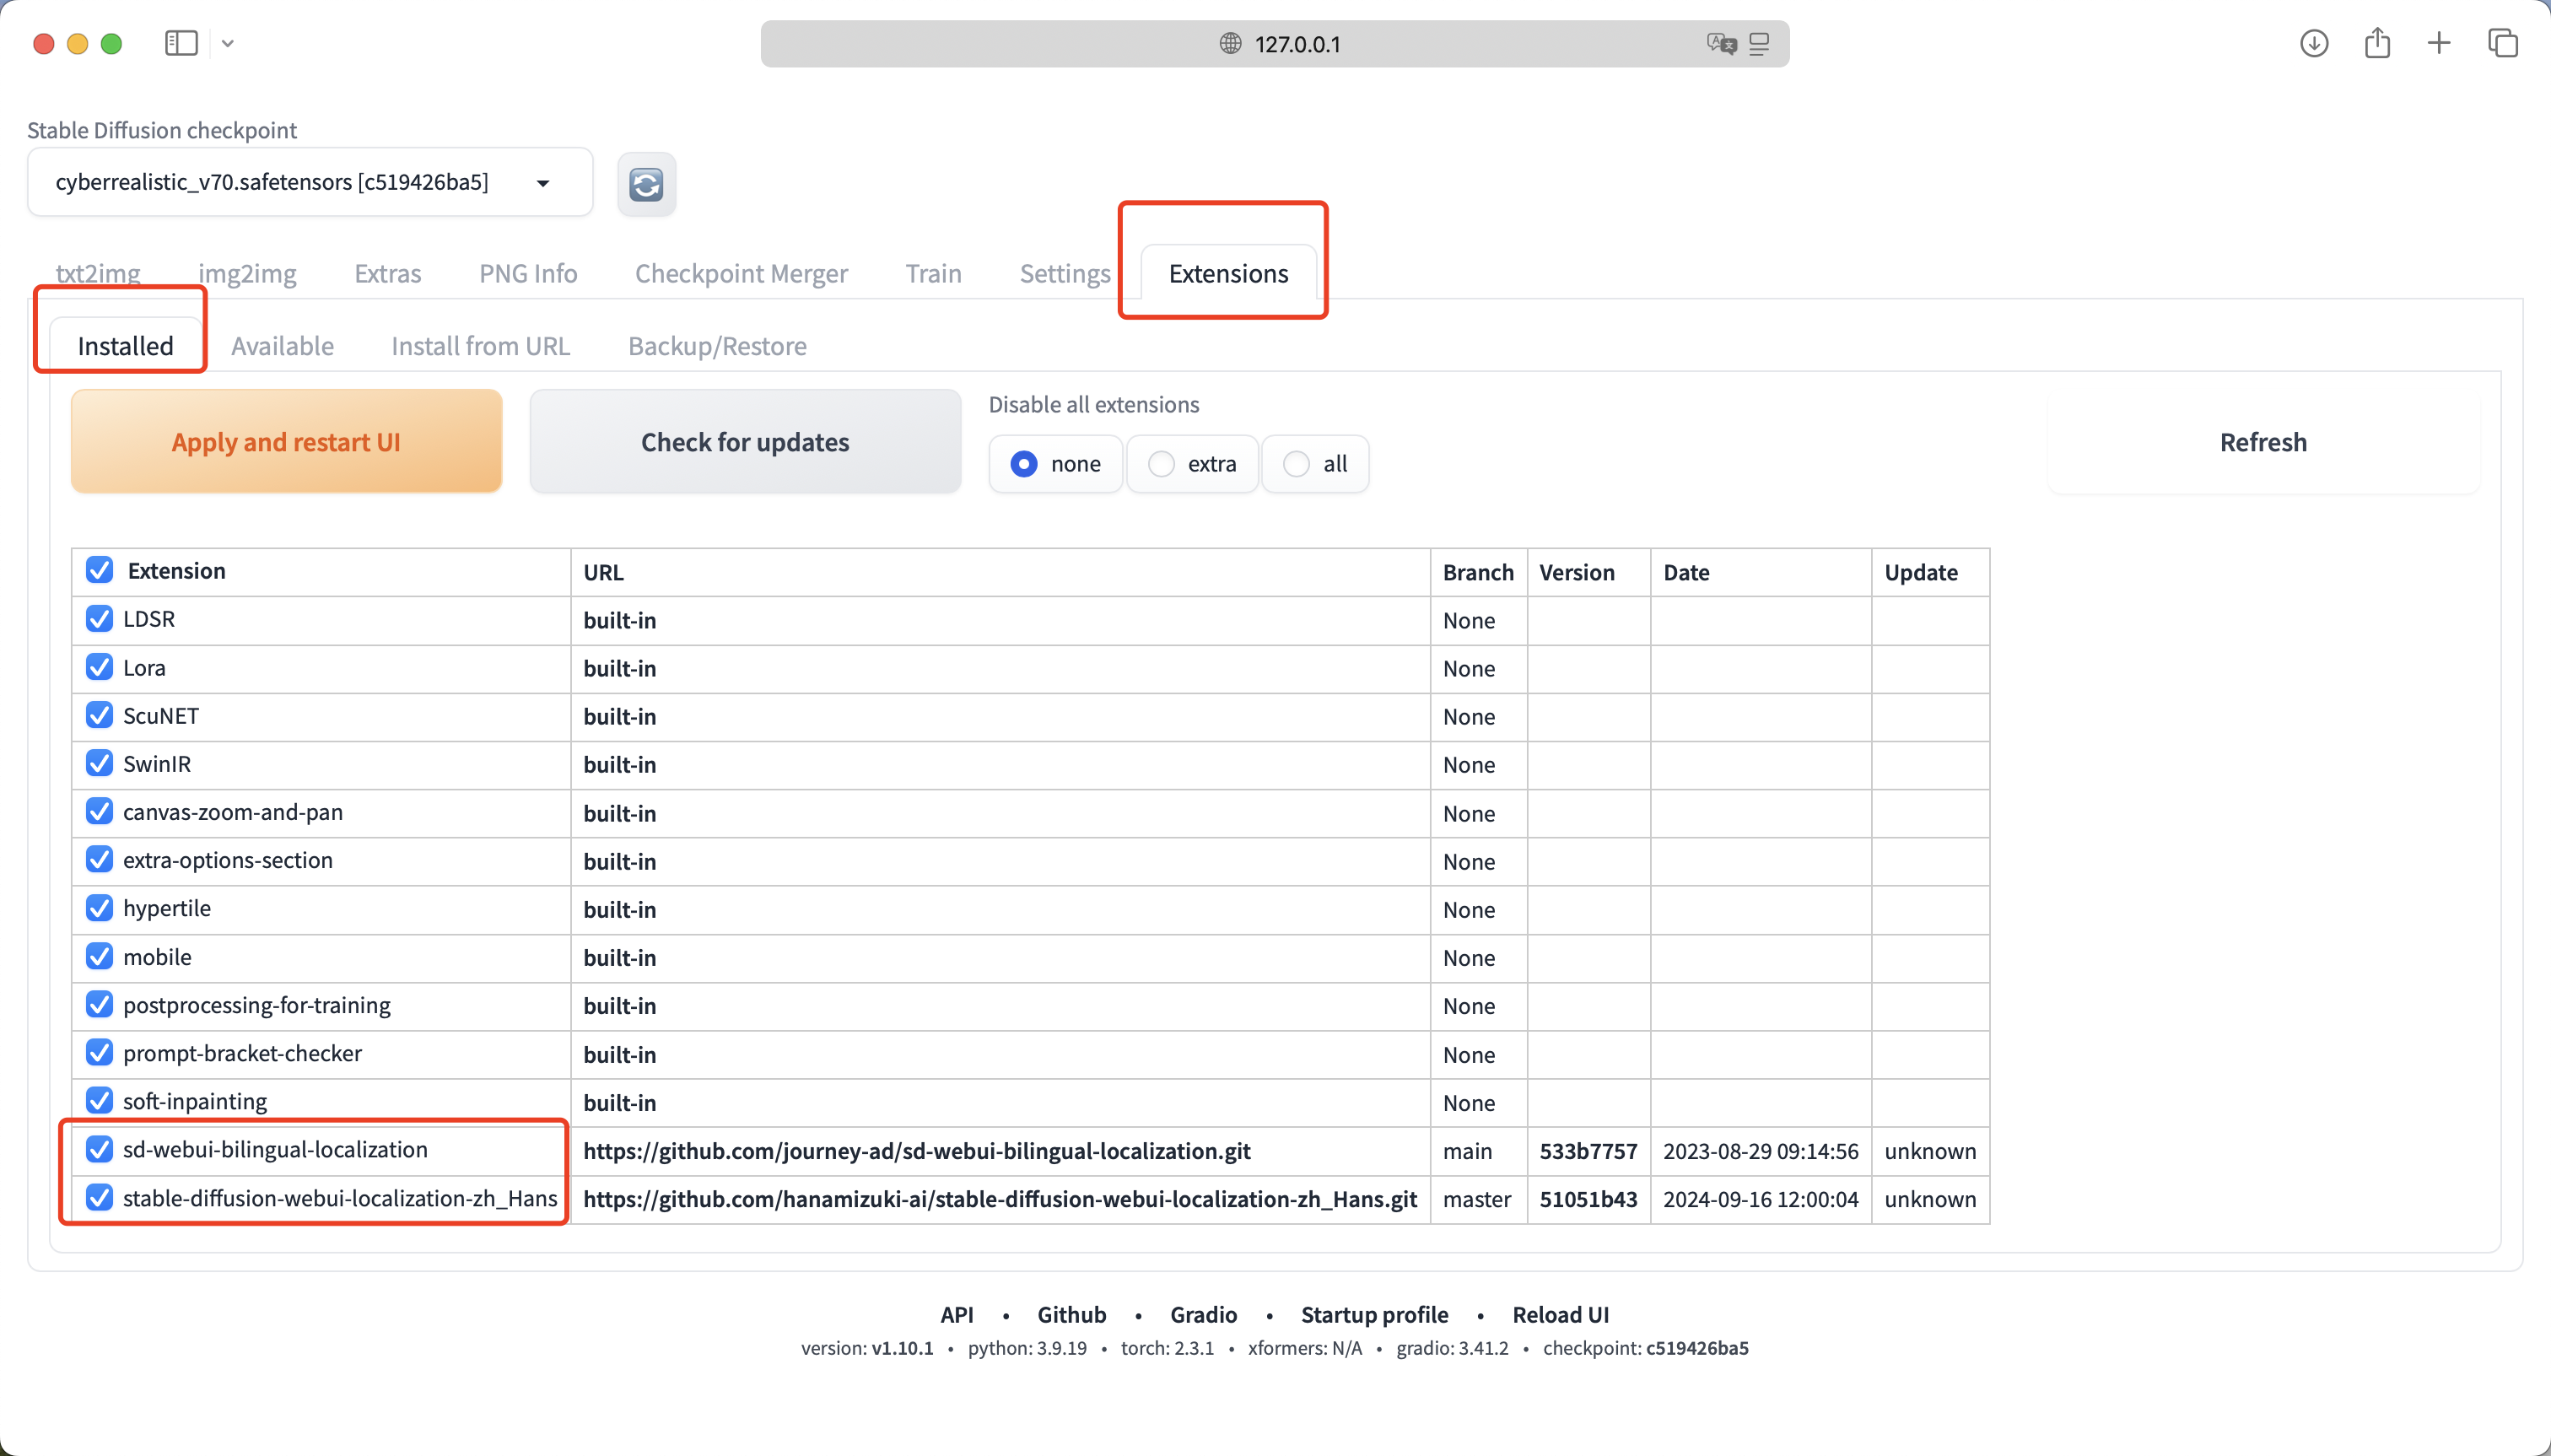 127.0.0.1
Stable Diffusion checkpoint
cyberrealistic_v70.safetensors [c519426ba5]
txt2img img2img Extras PNG Info Checkpoint Merger Train Settings Extensions
Installed Available Install from URL Backup/Restore
Apply and restart UI Check for updates Disable all extensions none extra all Refresh
Extension URL Branch Version Date Update
LDSR built-in None
Lora built-in None
ScuNET built-in None
SwinIR built-in None
canvas-zoom-and-pan built-in None
extra-options-section built-in None
hypertile built-in None
mobile built-in None
postprocessing-for-training built-in None
prompt-bracket-checker built-in None
soft-inpainting built-in None
sd-webui-bilingual-localization https://github.com/journey-ad/sd-webui-bilingual-localization.git main 533b7757 2023-08-29 09:14:56 unknown
stable-diffusion-webui-localization-zh_Hans https://github.com/hanamizuki-ai/stable-diffusion-webui-localization-zh_Hans.git master 51051b43 2024-09-16 12:00:04 unknown
API • Github • Gradio • Startup profile • Reload UI
version: v1.10.1 • python: 3.9.19 • torch: 2.3.1 • xformers: N/A • gradio: 3.41.2 • checkpoint: c519426ba5